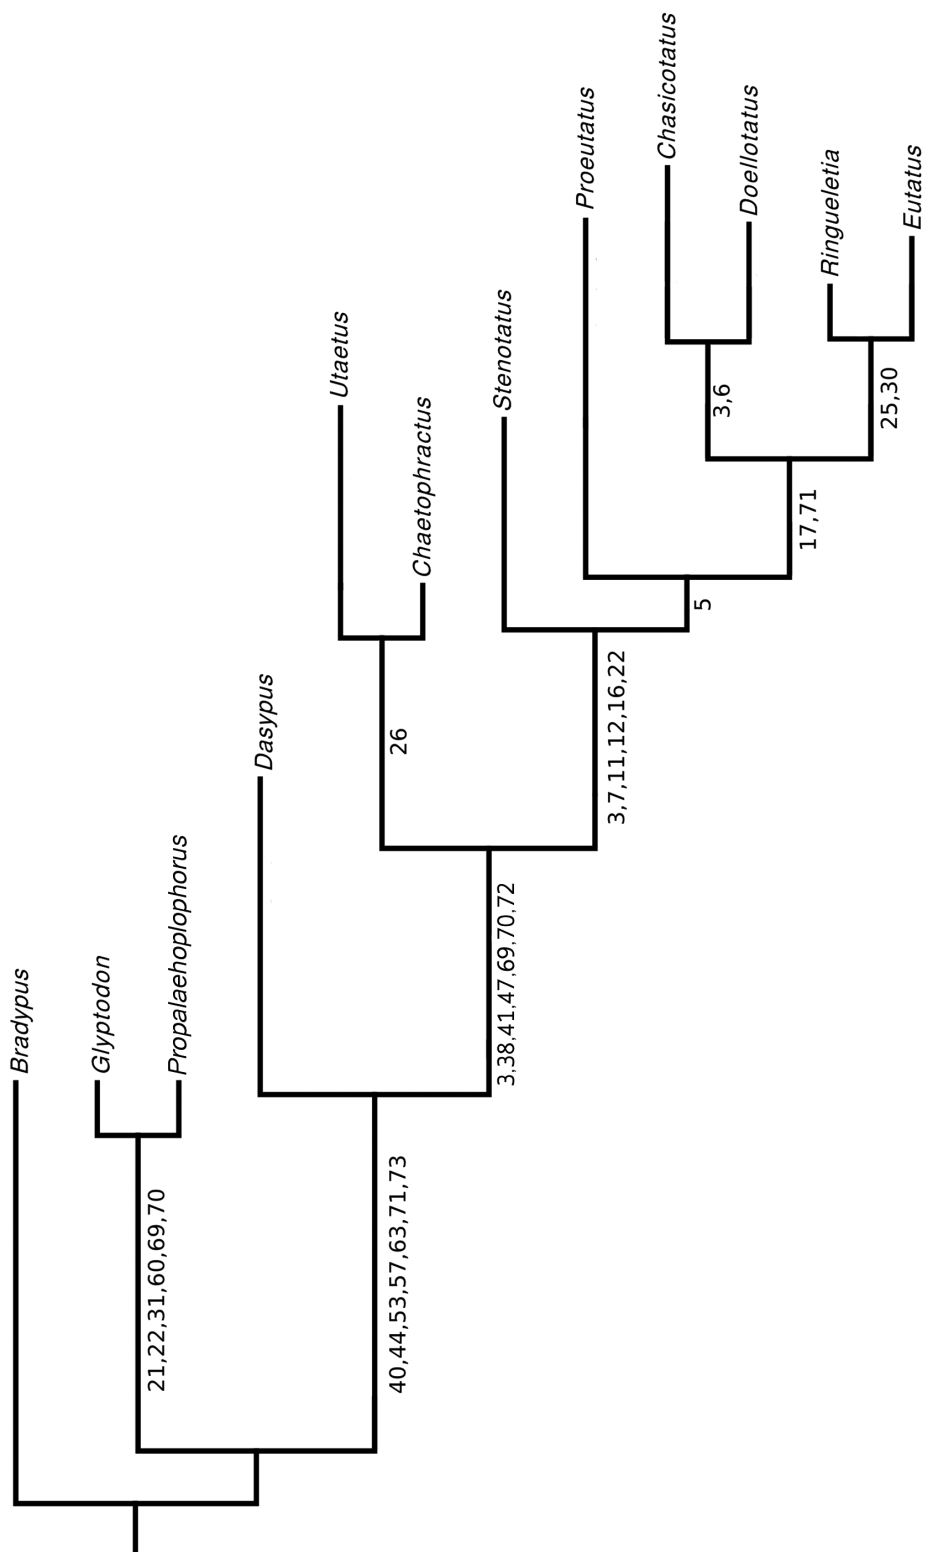 Bradypus
Glyptodon
Propalaehoplophorus
21,22,31,60,69,70
Dasypus
40,44,53,57,63,71,73
Utaetus
Chaetophractus
26
3,38,41,47,69,70,72
Stenotatus
3,7,11,12,16,22
Proeutatus
5
Chasicotatus
Doellotatus
3,6
17,71
Ringueletia
Eutatus
25,30